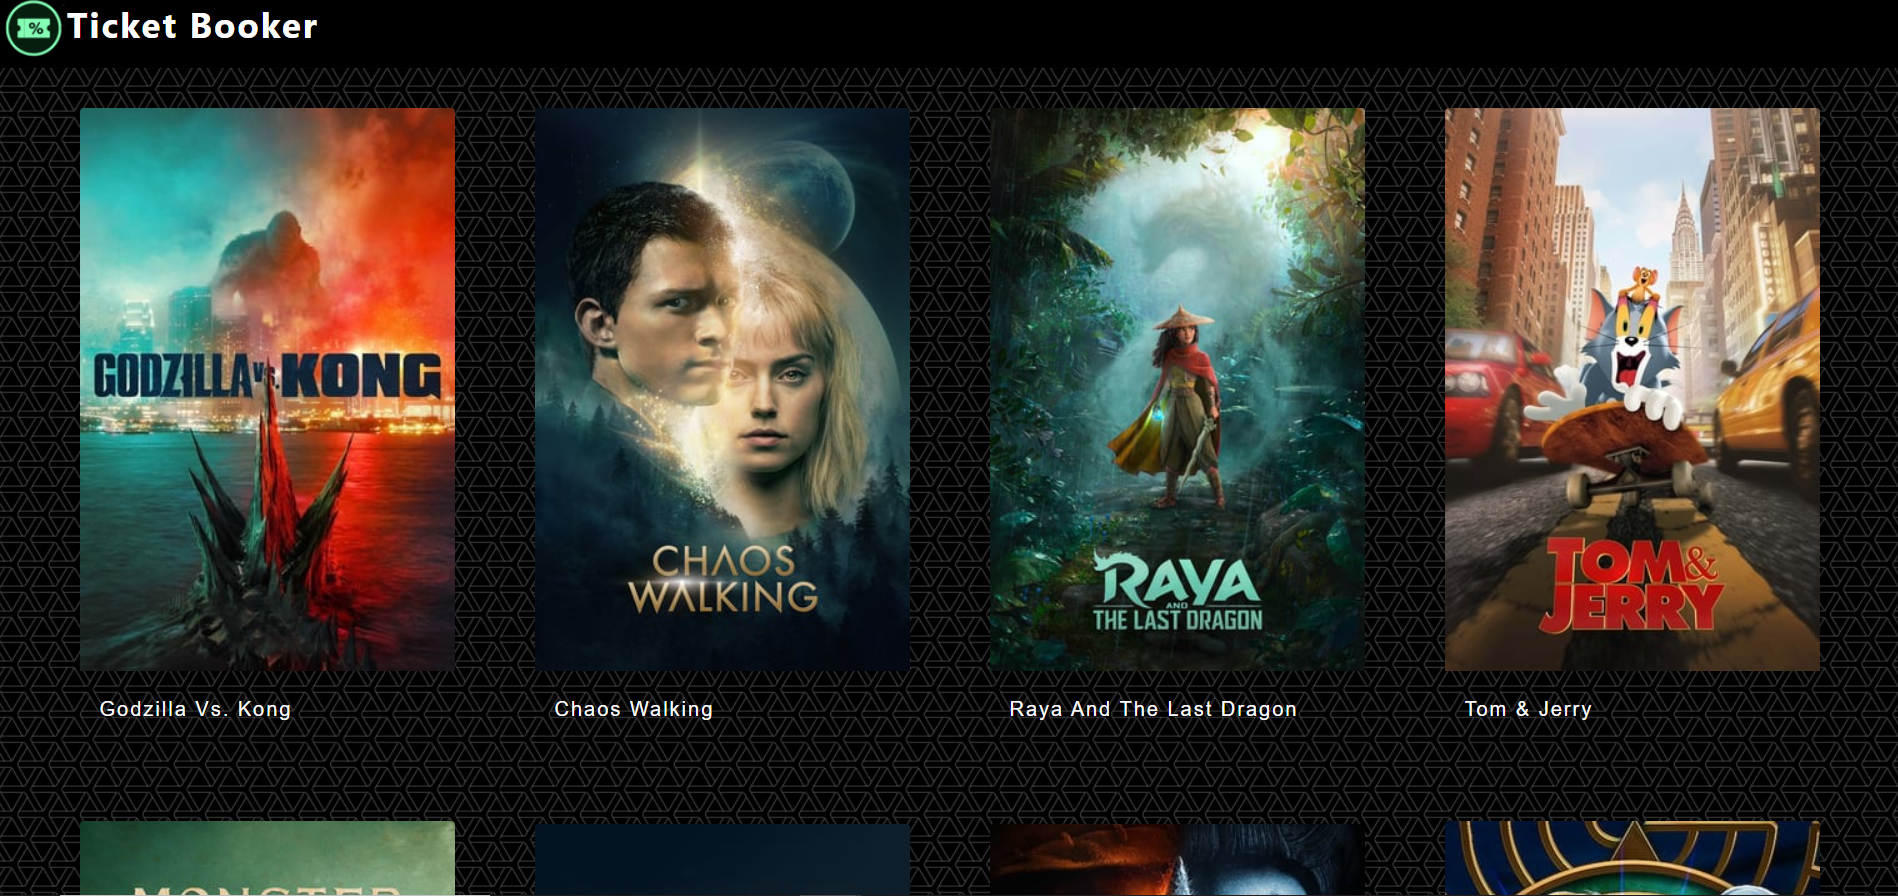 %
Ticket Booker
GODZILLA vs. KONG
CHAOS
WALKING
RAYA
AND
THE LAST DRAGON
TOM &
JERRY
Godzilla Vs. Kong
Chaos Walking
Raya And The Last Dragon
Tom & Jerry
MONSTER